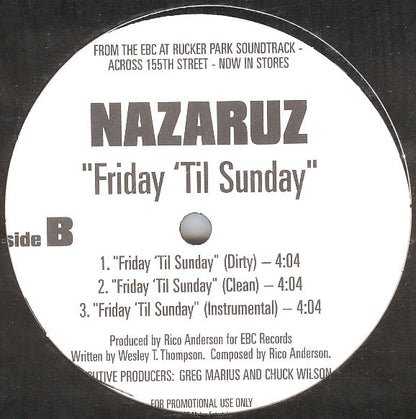 FROM THE EBC AT RUCKER PARK SOUNDTRACK -
ACROSS 155TH STREET - NOW IN STORES
NAZARUZ
"Friday 'Til Sunday"
side B
1. "Friday 'Til Sunday" (Dirty) – 4:04
2. "Friday 'Til Sunday" (Clean) – 4:04
3. "Friday 'Til Sunday" (Instrumental) – 4:04
Produced by Rico Anderson for EBC Records
Written by Wesley T. Thompson. Composed by Rico Anderson.
PRODUCERS: GREG MARIUS AND CHUCK WILSON
FOR PROMOTIONAL USE ONLY